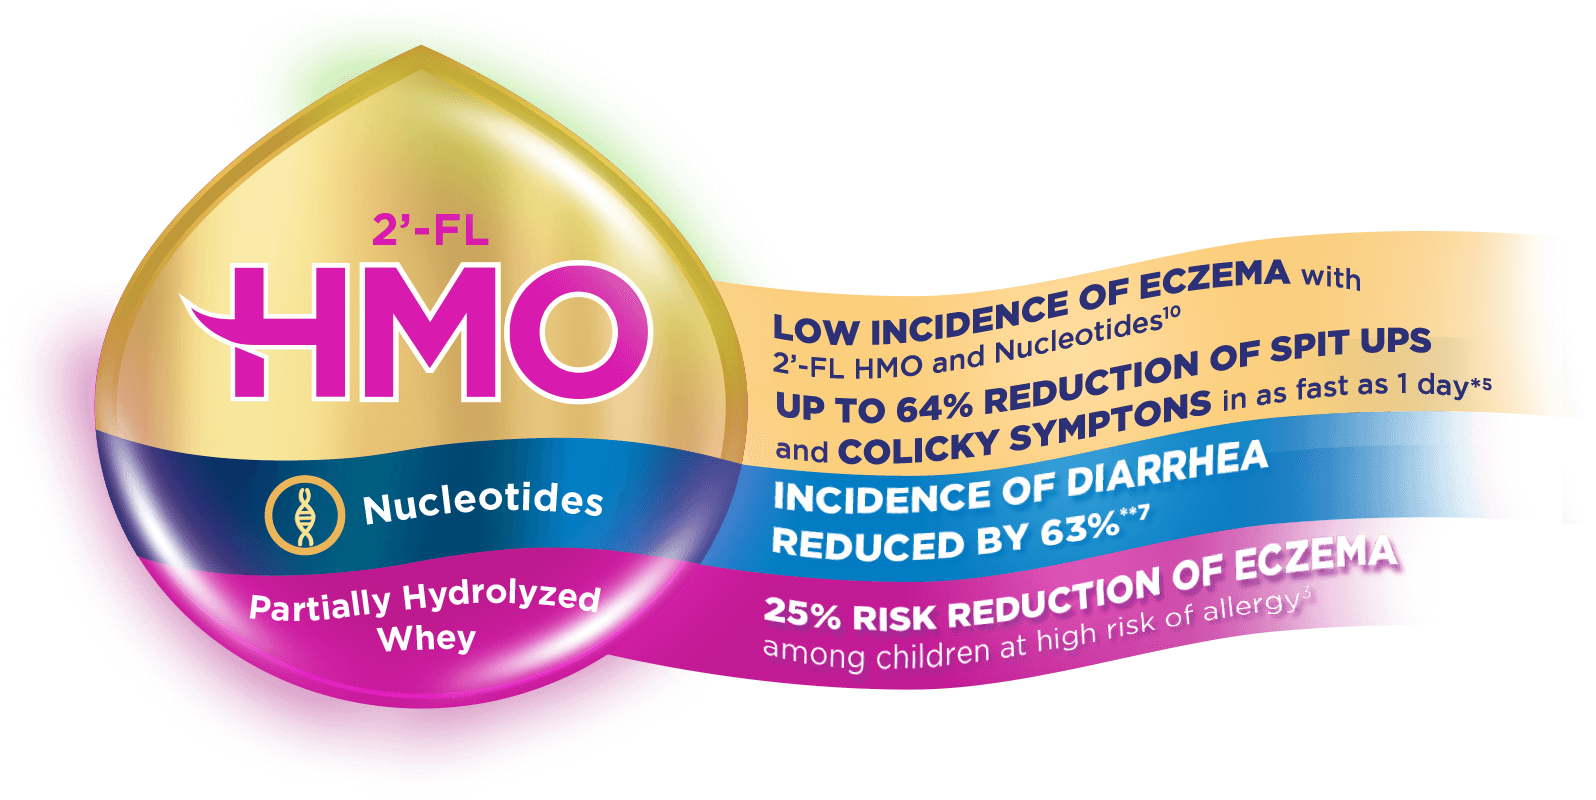 2’-FL
HMO
Nucleotides
Partially Hydrolyzed
Whey
LOW INCIDENCE OF ECZEMA with
2’-FL HMO and Nucleotides¹⁰
UP TO 64% REDUCTION OF SPIT UPS
and COLICKY SYMPTONS in as fast as 1 day*⁵
INCIDENCE OF DIARRHEA
REDUCED BY 63%**⁷
25% RISK REDUCTION OF ECZEMA
among children at high risk of allergy³